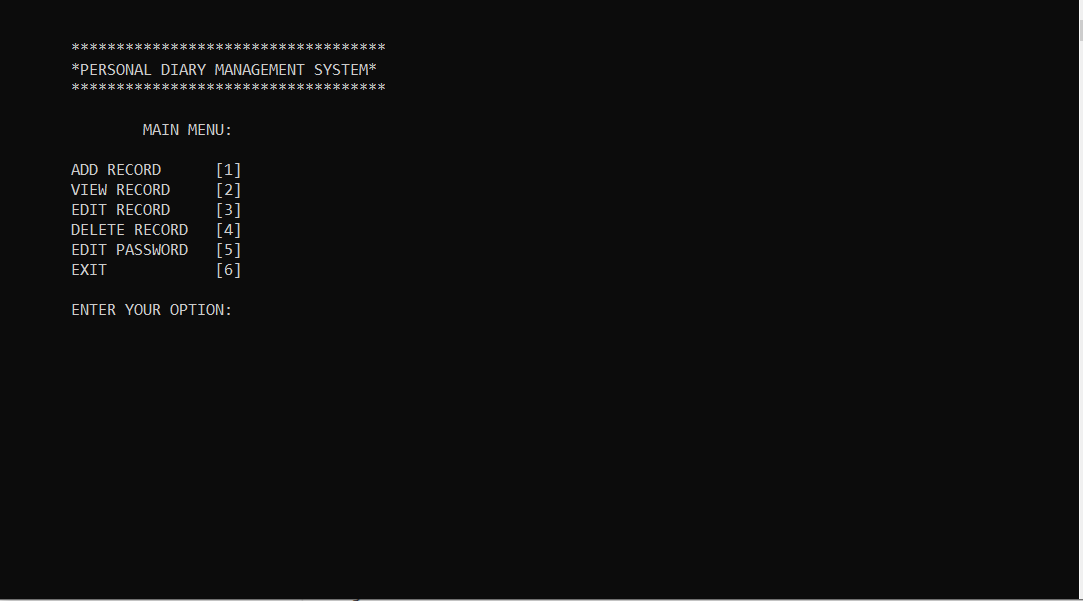 ***********************************
*PERSONAL DIARY MANAGEMENT SYSTEM*
***********************************
MAIN MENU:
ADD RECORD      [1]
VIEW RECORD     [2]
EDIT RECORD     [3]
DELETE RECORD   [4]
EDIT PASSWORD   [5]
EXIT            [6]
ENTER YOUR OPTION: